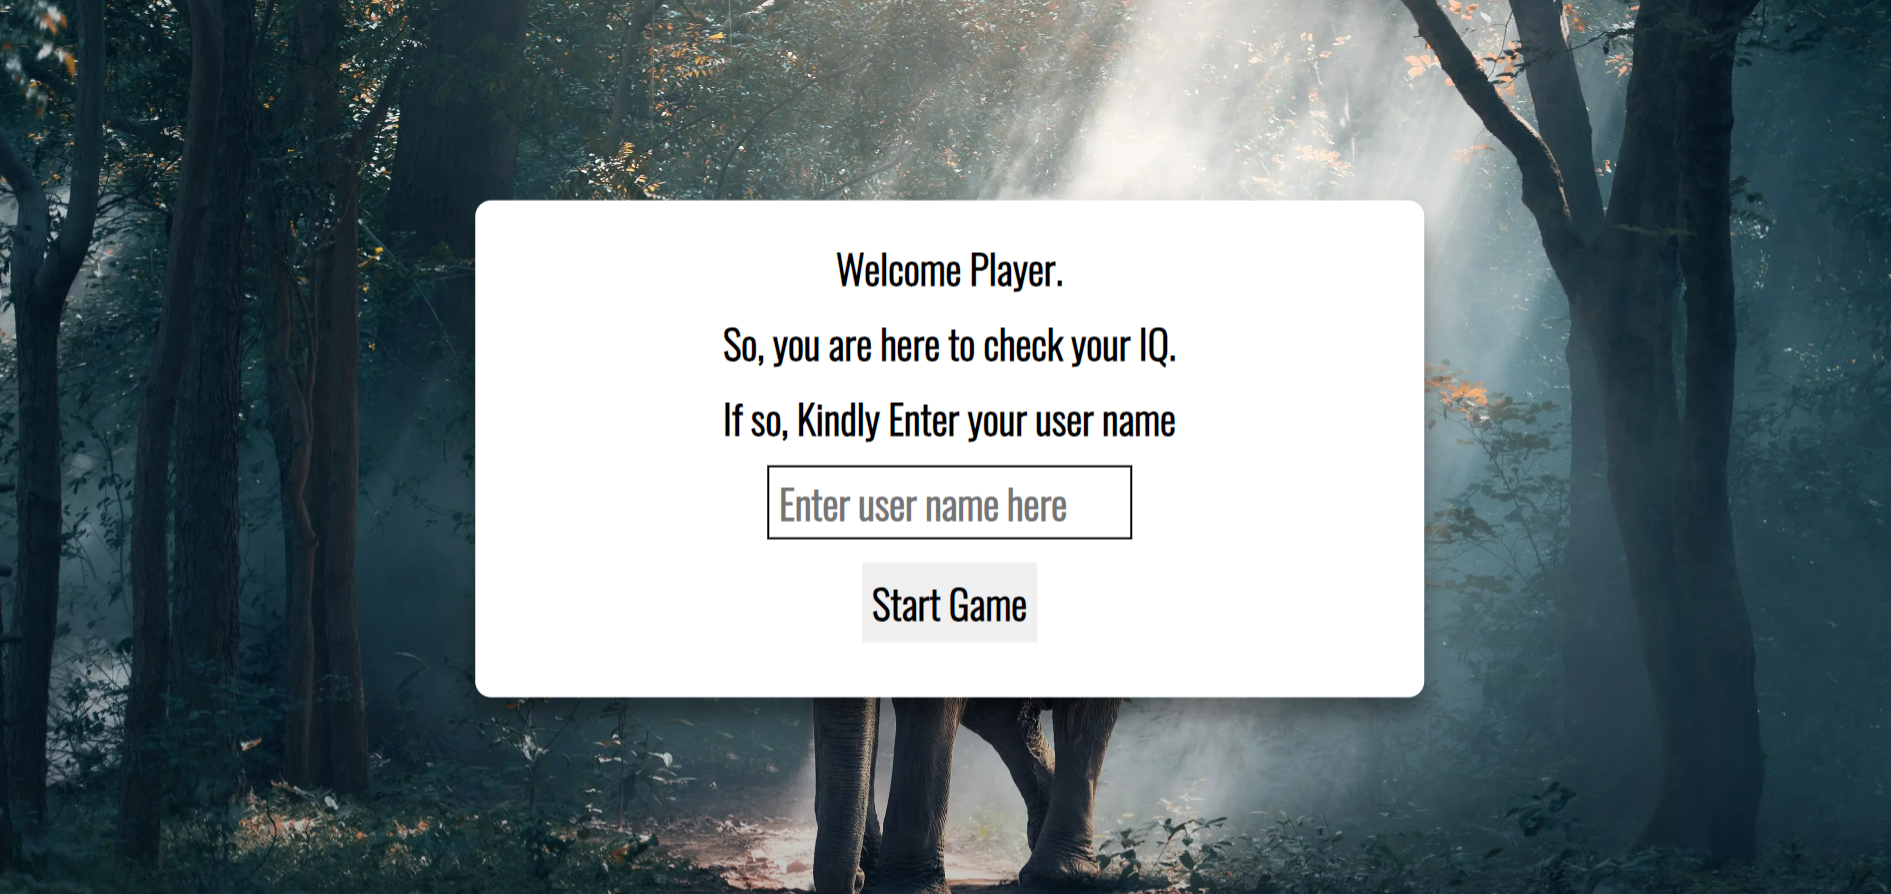 Welcome Player.
So, you are here to check your IQ.
If so, Kindly Enter your user name
Enter user name here
Start Game